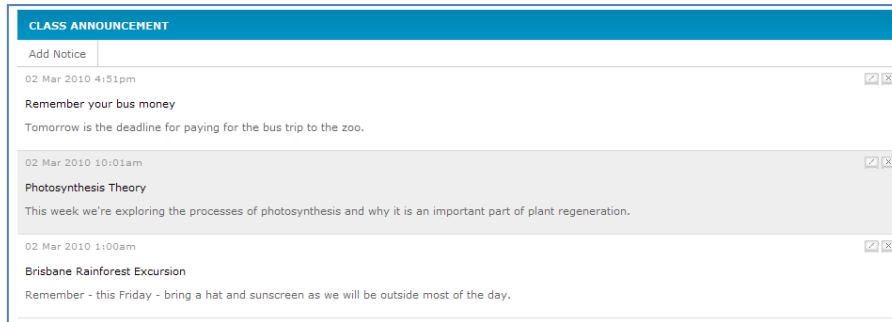 CLASS ANNOUNCEMENT
Add Notice
02 Mar 2010 4:51pm
Remember your bus money
Tomorrow is the deadline for paying for the bus trip to the zoo.
02 Mar 2010 10:01am
Photosynthesis Theory
This week we're exploring the processes of photosynthesis and why it is an important part of plant regeneration.
02 Mar 2010 1:00am
Brisbane Rainforest Excursion
Remember - this Friday - bring a hat and sunscreen as we will be outside most of the day.